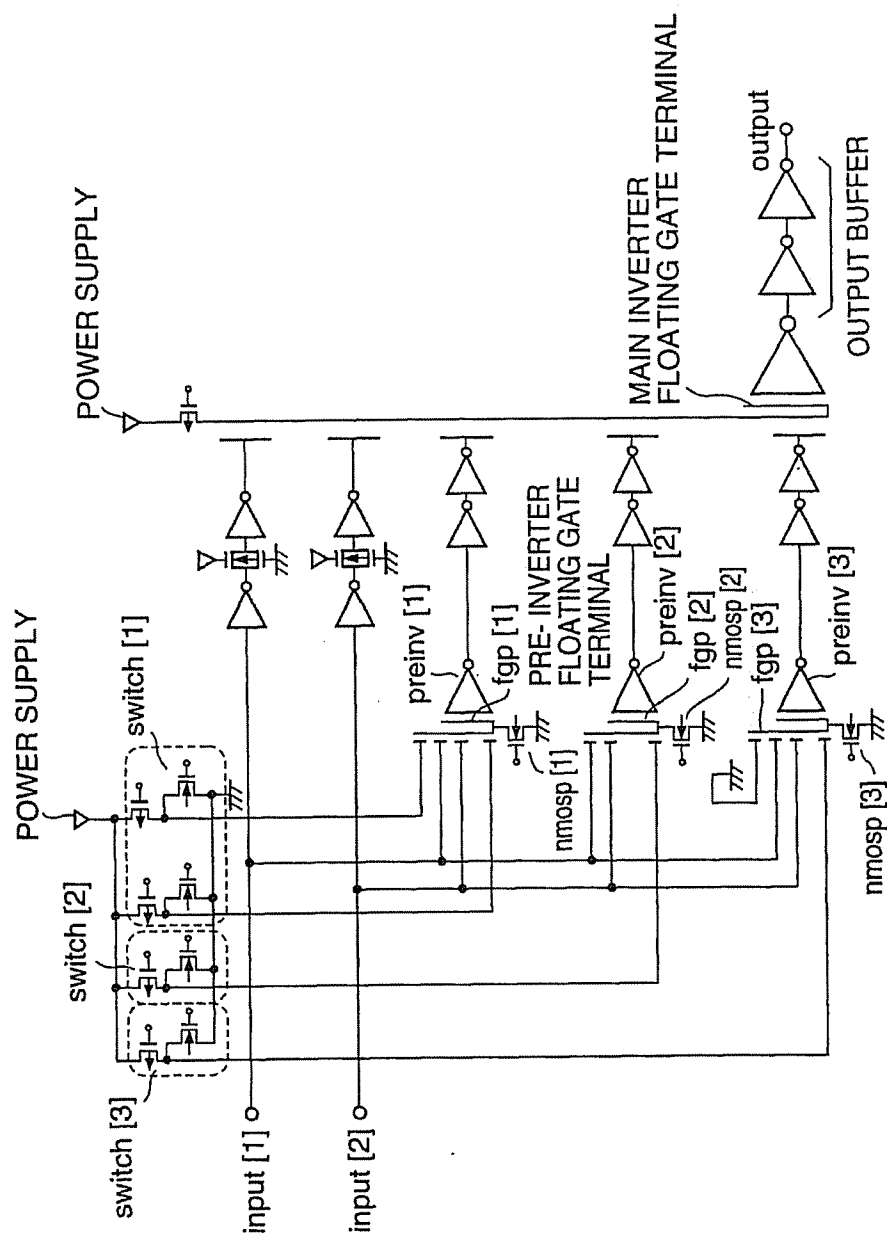 POWER SUPPLY
switch [1]
switch [2]
switch [3]
input [1]
input [2]
POWER SUPPLY
preinv [1]
fgp [1]
PRE- INVERTER
FLOATING GATE
TERMINAL
nmosp [1]
preinv [2]
fgp [2]
nmosp [2]
fgp [3]
preinv [3]
nmosp [3]
MAIN INVERTER
FLOATING GATE TERMINAL
output
OUTPUT BUFFER